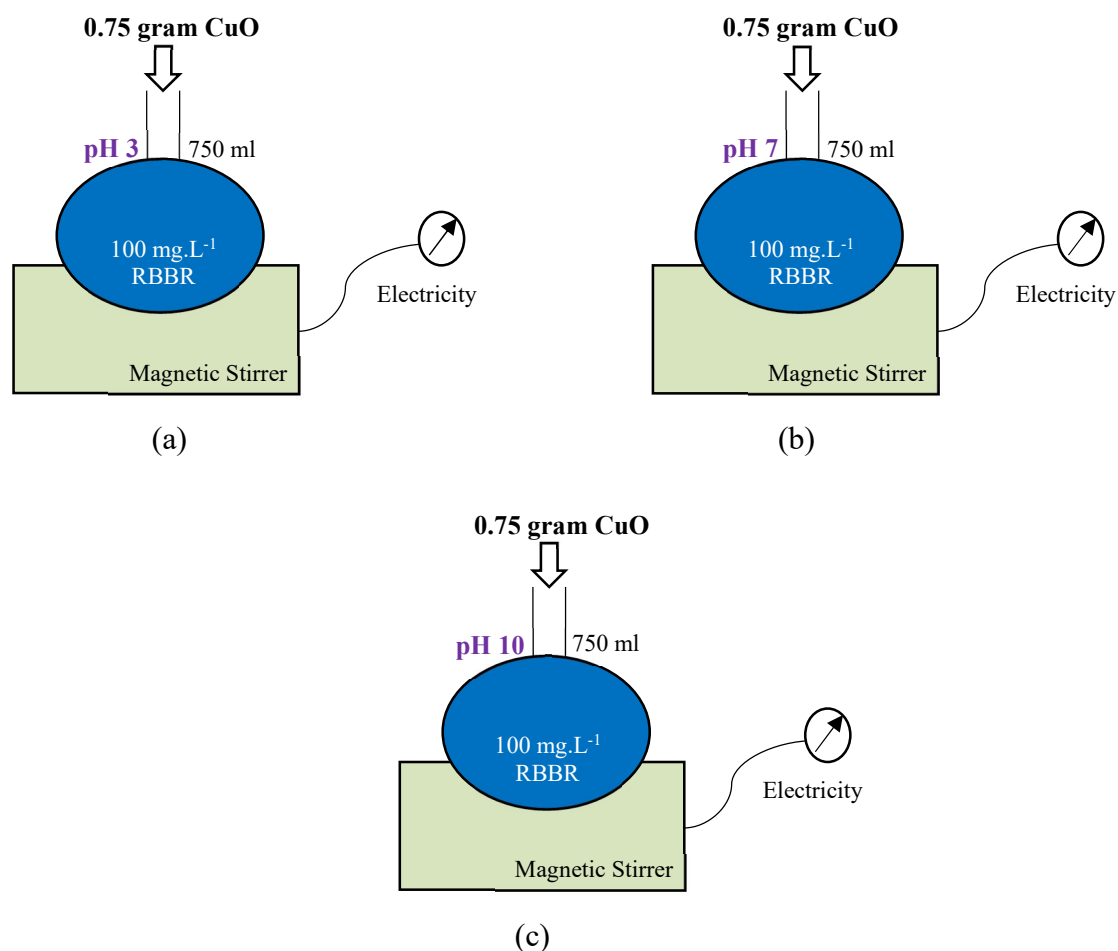 0.75 gram CuO
pH 3
750 ml
100 mg.L⁻¹
RBBR
Electricity
Magnetic Stirrer
(a)
0.75 gram CuO
pH 7
750 ml
100 mg.L⁻¹
RBBR
Electricity
Magnetic Stirrer
(b)
0.75 gram CuO
pH 10
750 ml
100 mg.L⁻¹
RBBR
Electricity
Magnetic Stirrer
(c)